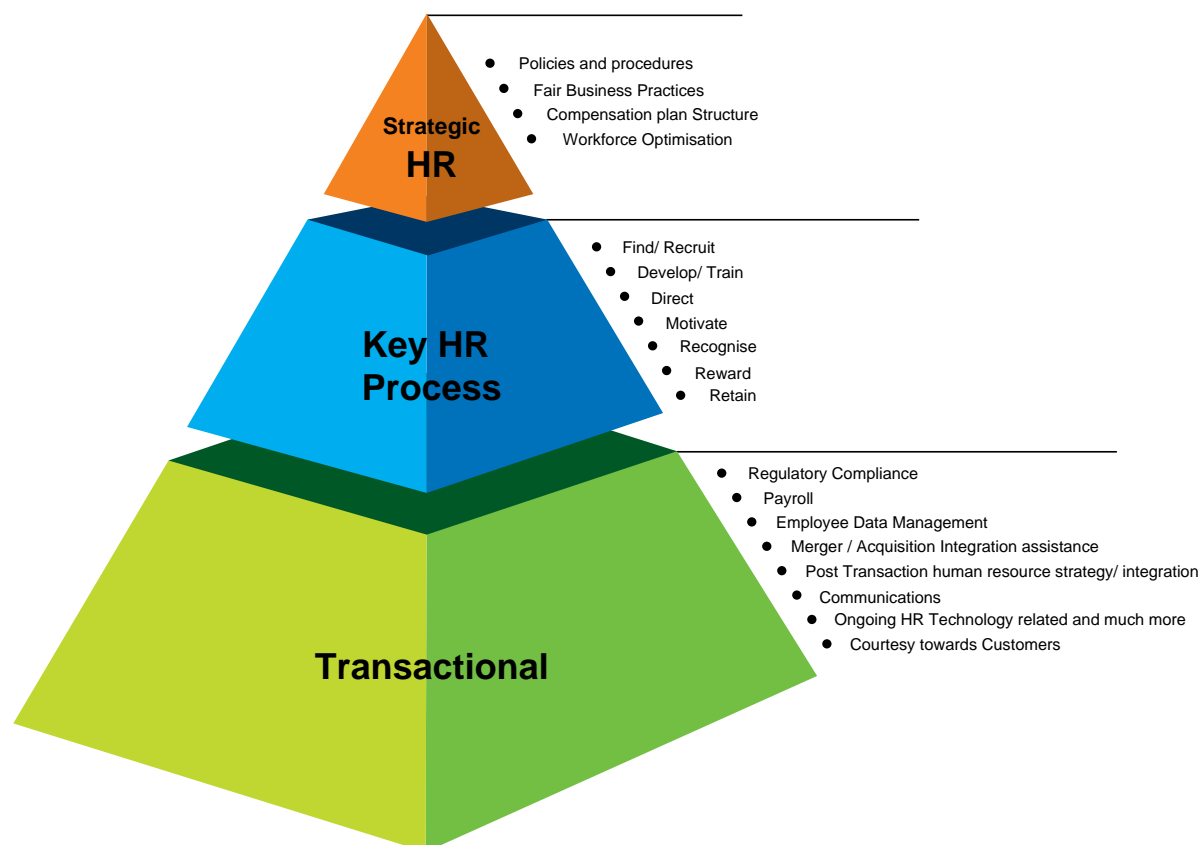 Policies and procedures
Fair Business Practices
Compensation plan Structure
Workforce Optimisation
Strategic
HR
Find/ Recruit
Develop/ Train
Direct
Motivate
Recognise
Reward
Retain
Key HR
Process
Regulatory Compliance
Payroll
Employee Data Management
Merger / Acquisition Integration assistance
Post Transaction human resource strategy/ integration
Communications
Ongoing HR Technology related and much more
Courtesy towards Customers
Transactional